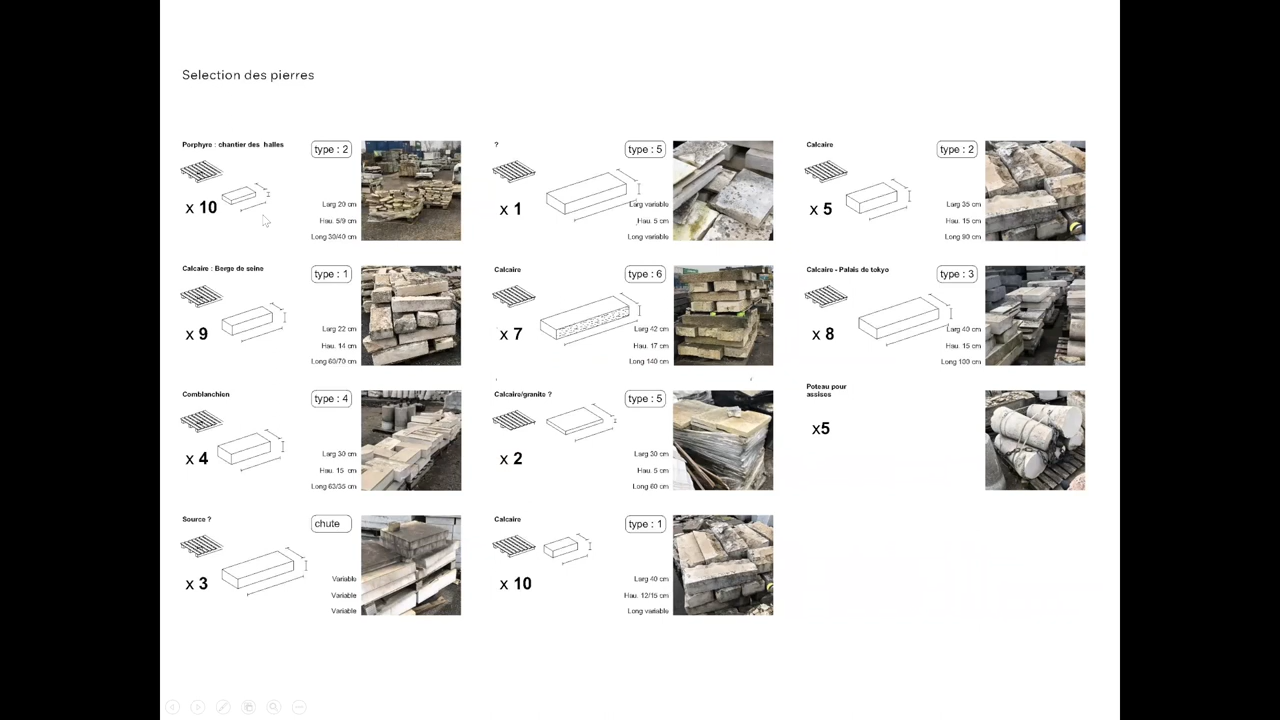 Selection des pierres
Porphyre : chantier des halles
type : 2
x 10
Larg 20 cm
Hau. 5/9 cm
Long 30/40 cm
?
type : 5
x 1
Larg variable
Hau. 5 cm
Long variable
Calcaire
type : 2
x 5
Larg 35 cm
Hau. 15 cm
Long 90 cm
Calcaire : Berge de seine
type : 1
x 9
Larg 22 cm
Hau. 14 cm
Long 60/70 cm
Calcaire
type : 6
x 7
Larg 42 cm
Hau. 17 cm
Long 140 cm
Calcaire - Palais de tokyo
type : 3
x 8
Larg 40 cm
Hau. 15 cm
Long 100 cm
Comblanchien
type : 4
x 4
Larg 30 cm
Hau. 15 cm
Long 63/35 cm
Calcaire/granite ?
type : 5
x 2
Larg 30 cm
Hau. 5 cm
Long 60 cm
Poteau pour
assises
x5
Source ?
chute
x 3
Variable
Variable
Variable
Calcaire
type : 1
x 10
Larg 40 cm
Hau. 12/15 cm
Long variable